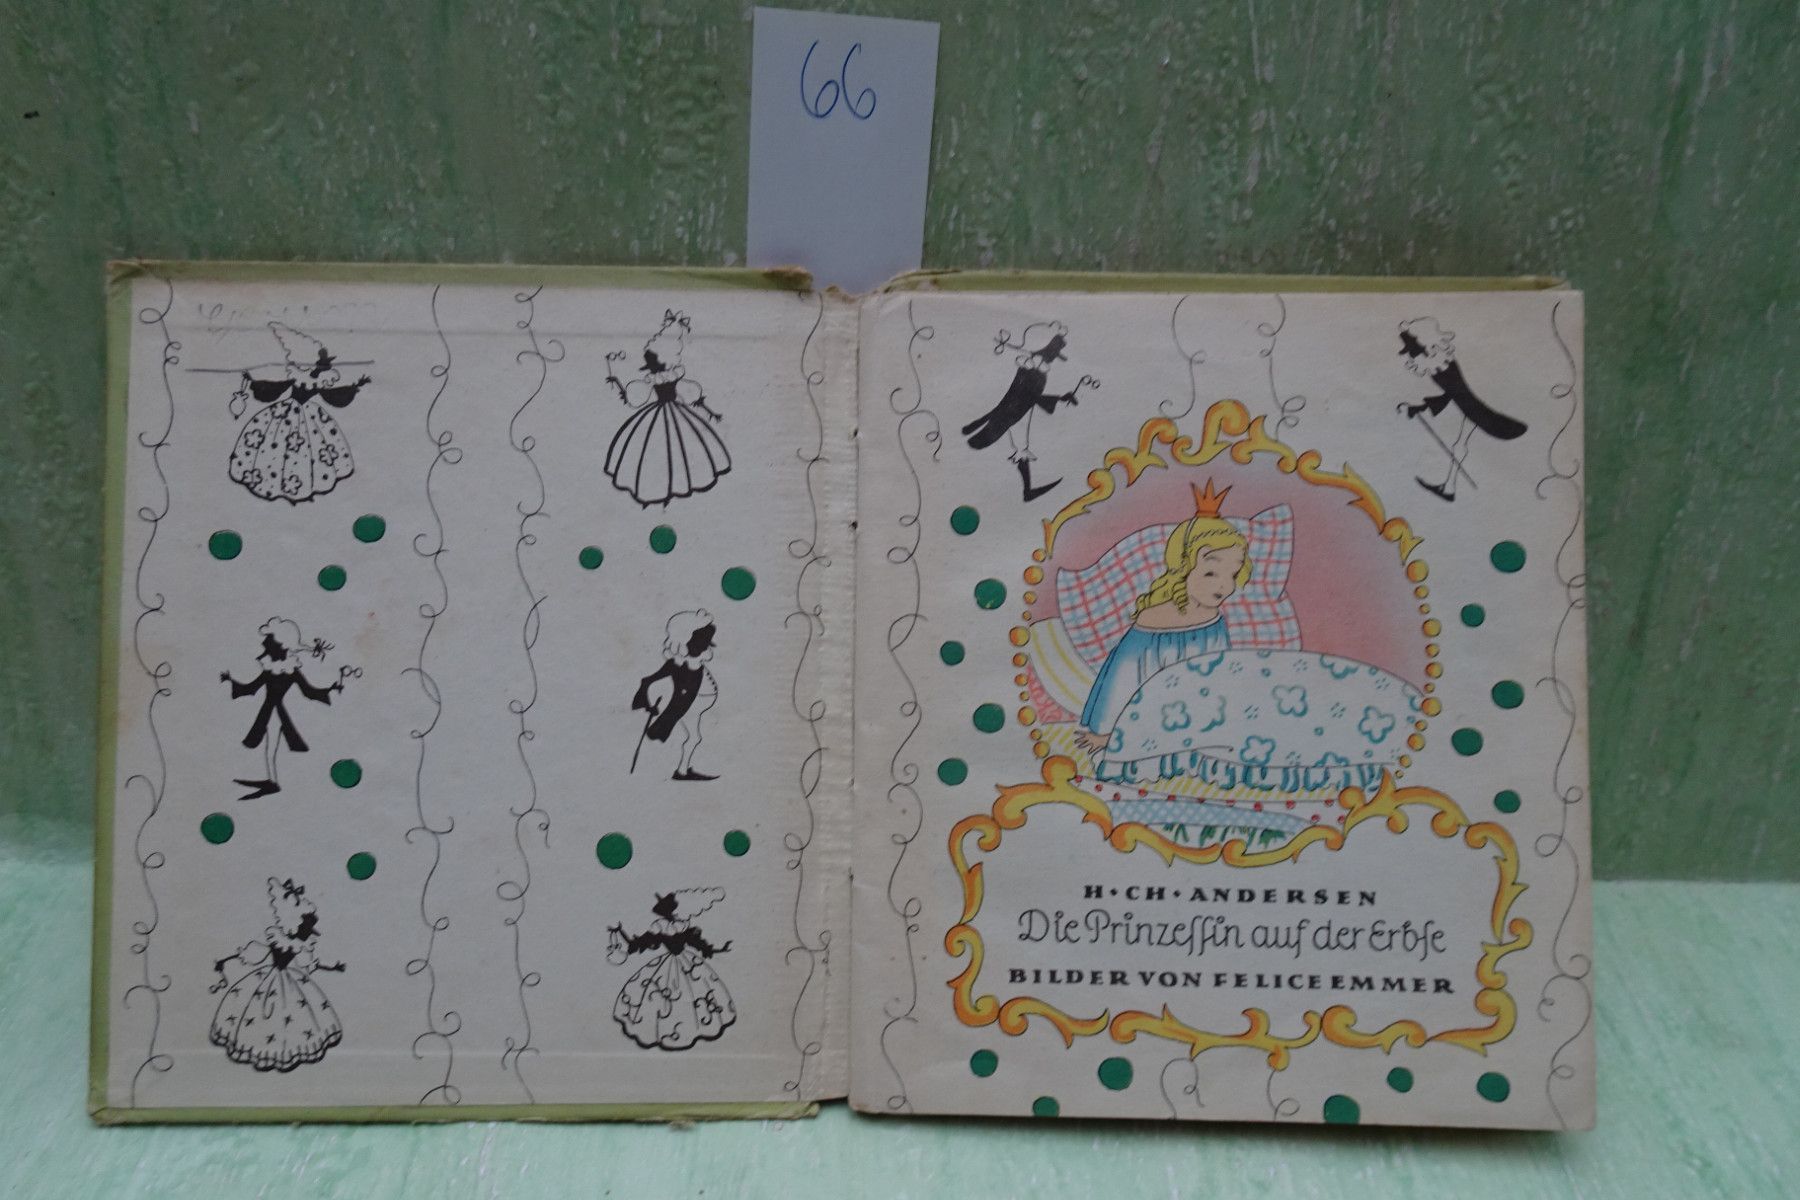 66
H · CH · ANDERSEN
Die Prinzeſſin auf der Erbſe
BILDER VON FELICE EMMER